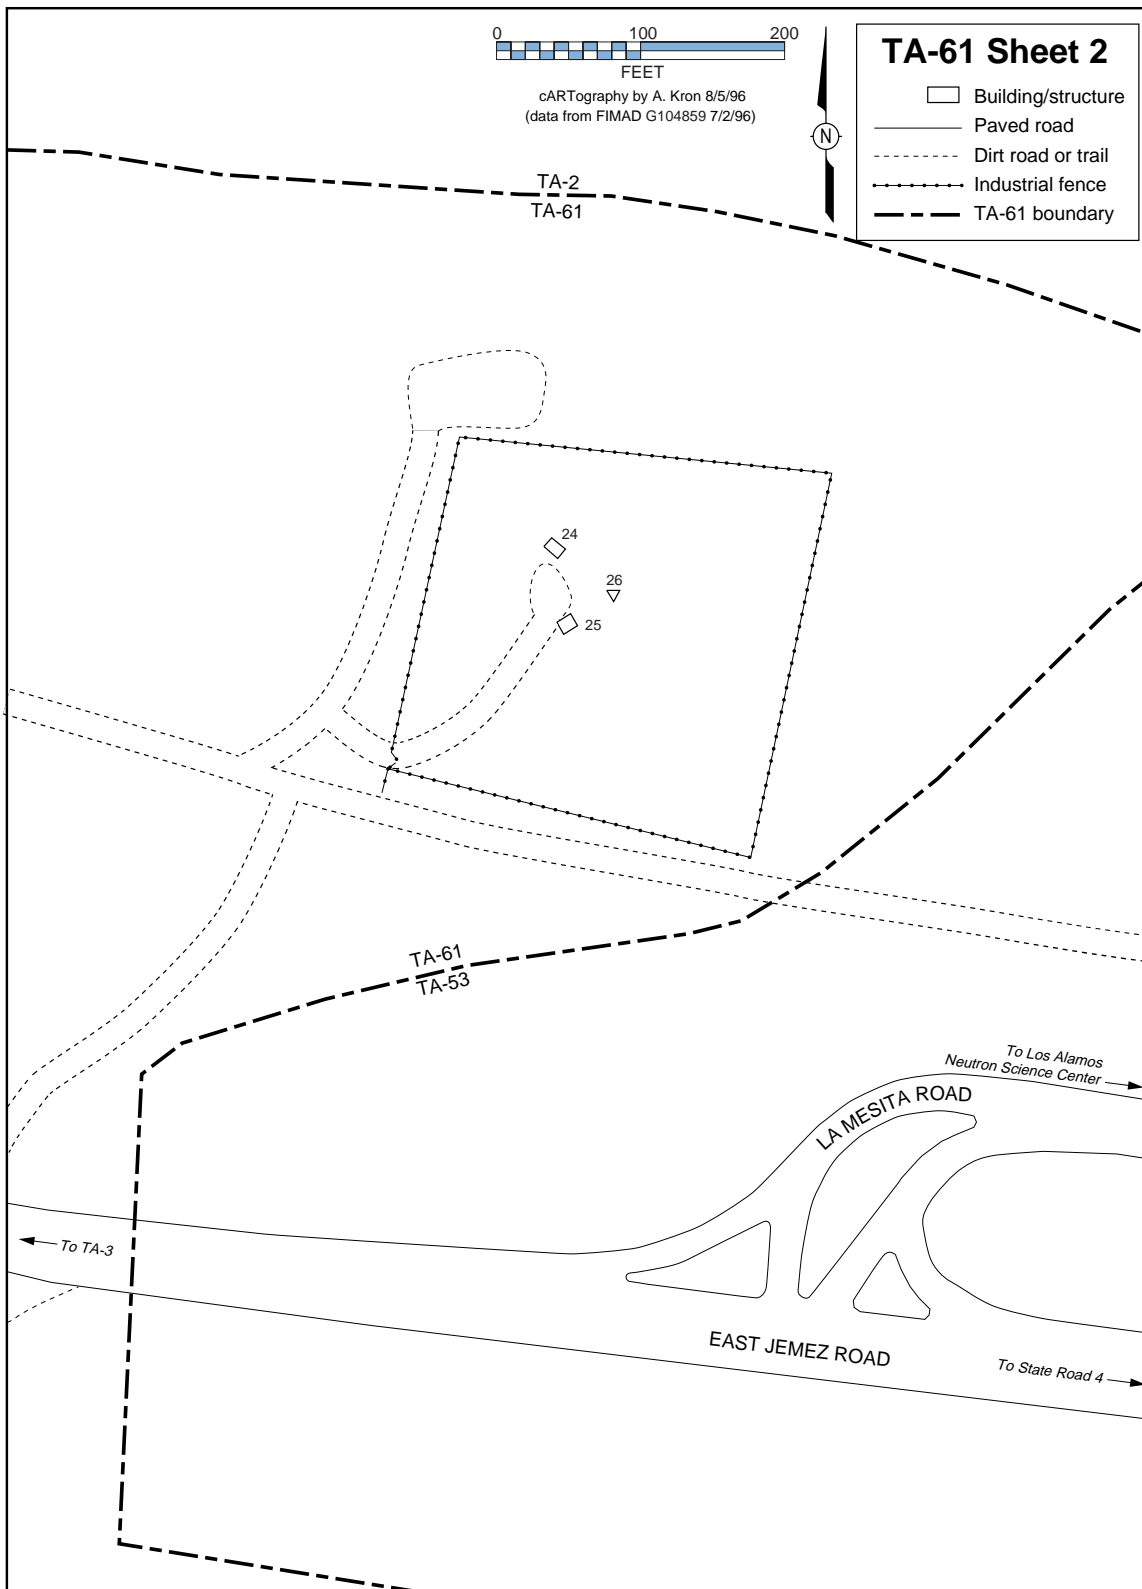 0 100 200
FEET
cARTography by A. Kron 8/5/96
(data from FIMAD G104859 7/2/96)
N
TA-61 Sheet 2
Building/structure
Paved road
Dirt road or trail
Industrial fence
TA-61 boundary
TA-2
TA-61
24
26
25
TA-61
TA-53
To Los Alamos
Neutron Science Center
LA MESITA ROAD
To TA-3
EAST JEMEZ ROAD
To State Road 4